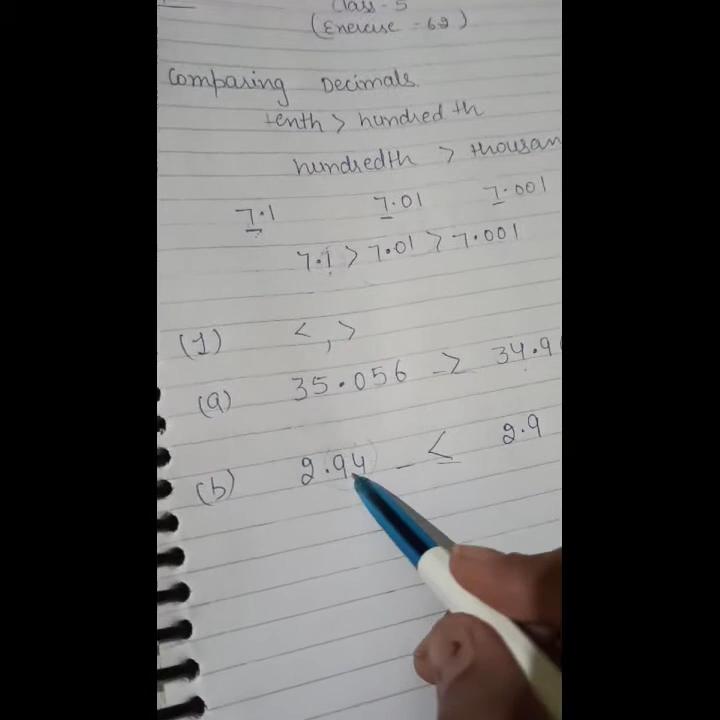 Class - 5
(Exercise - 62)
Comparing Decimals.
tenth > hundred th
hundredth > thousan
7.1 7.01 7.001
7.1 > 7.01 > 7.001
(1) < , >
(a) 35.056 > 34.9
(b) 2.94 < 2.9